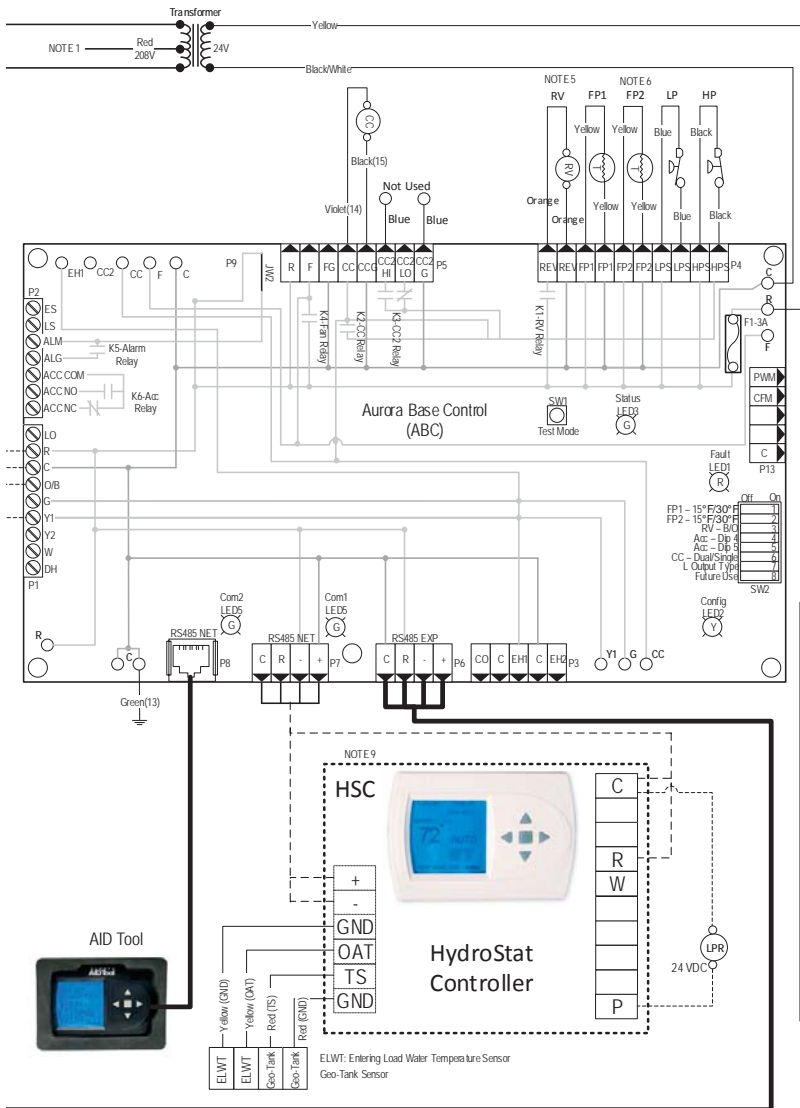 Transformer
Yellow
NOTE 1
Red
208V
24V
Black/White
NOTE 5
NOTE 6
RV
FP1
FP2
LP
HP
CC
Yellow
Yellow
Blue
Black
Black(15)
RV
T
T
Not Used
Violet(14)
Blue
Blue
Orange
Orange
Yellow
Yellow
Blue
Black
EH1
CC2
CC
F
C
P9
JW2
R
F
FG
CC
CCG
CC2 HI
CC2 LO
CC2 G
P5
REV
REV
FP1
FP1
FP2
FP2
LPS
LPS
HPS
HPS
P4
C
R
F1-3A
F
P2
ES
LS
ALM
ALG
ACC COM
ACC NO
ACC NC
K5-Alarm
Relay
K6-Acc
Relay
K4-Fan Relay
K2-CC Relay
K3-CC2 Relay
K1-RV Relay
Aurora Base Control
(ABC)
SW1
Test Mode
Status
LED3
G
PWM
CFM
C
P13
LO
R
C
O/B
G
Y1
Y2
W
DH
P1
Fault
LED1
R
Off
On
FP1 – 15°F/30°F 1
FP2 – 15°F/30°F 2
RV – B/O 3
Acc – Dip 4 4
Acc – Dip 5 5
CC – Dual/Single 6
L Output Type 7
Future Use 8
SW2
Config
LED2
Y
Com2
LED5
G
Com1
LED5
G
R
C
RS485 NET
P8
RS485 NET
C R - +
P7
RS485 EXP
C R - +
P6
CO C EH1 C EH2
P3
Y1 G CC
Green(13)
NOTE 9
HSC
72°
AUTO
C
R
W
P
+
-
GND
OAT
TS
GND
HydroStat
Controller
LPR
24 VDC
AID Tool
AID Tool
Yellow (GND)
Yellow (OAT)
Red (TS)
Red (GND)
ELWT
ELWT
Geo-Tank
Geo-Tank
ELWT: Entering Load Water Temperature Sensor
Geo-Tank Sensor